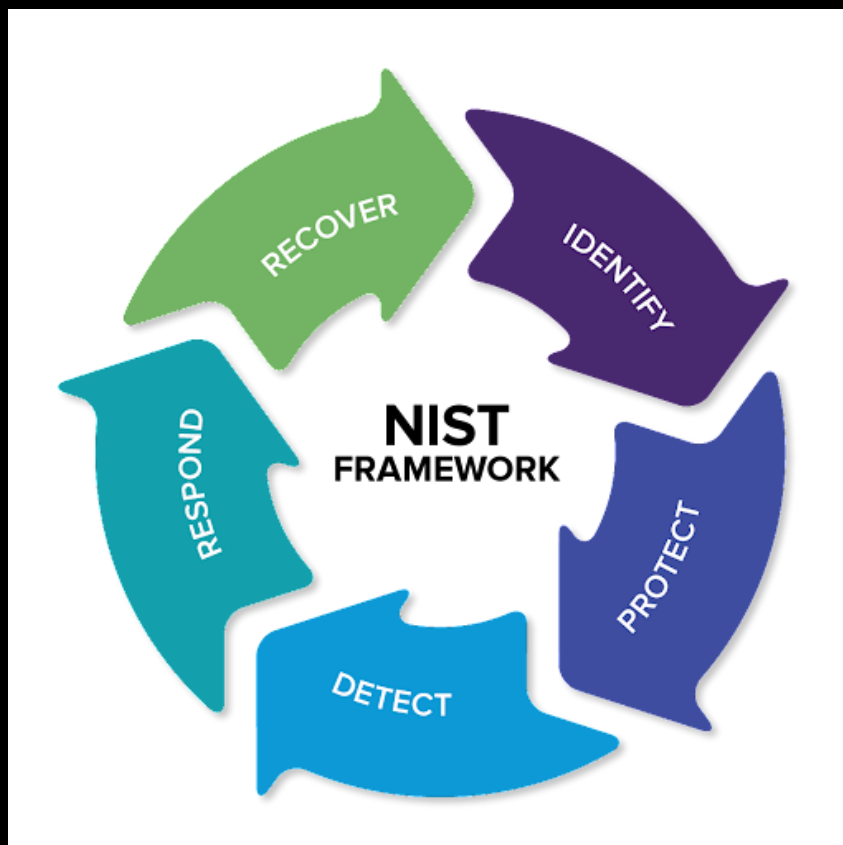 NIST
FRAMEWORK
IDENTIFY
PROTECT
DETECT
RESPOND
RECOVER